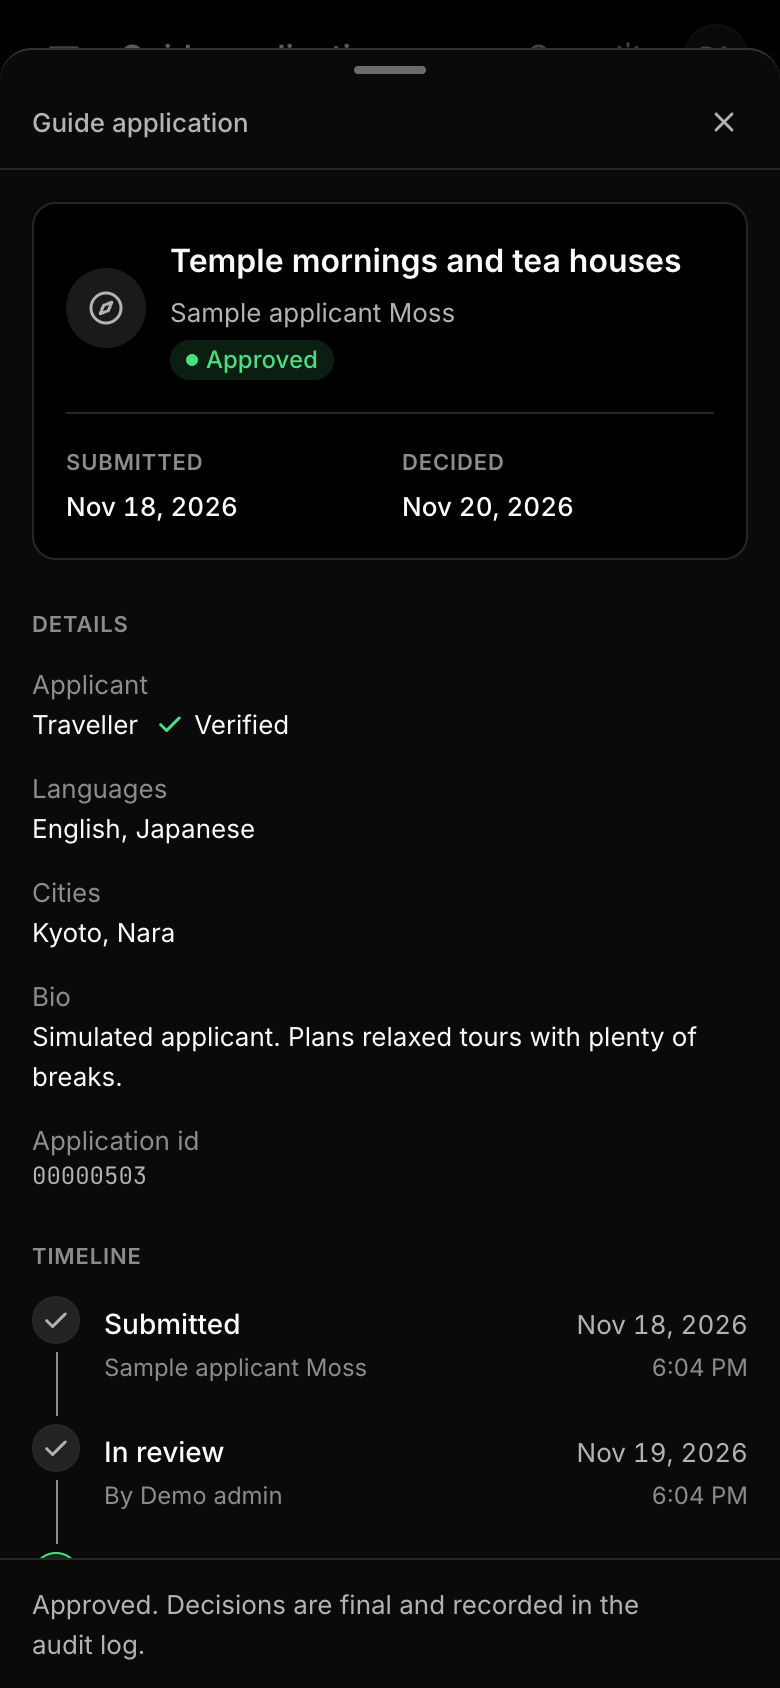 Guide application
Temple mornings and tea houses
Sample applicant Moss
Approved
SUBMITTED
DECIDED
Nov 18, 2026
Nov 20, 2026
DETAILS
Applicant
Traveller Verified
Languages
English, Japanese
Cities
Kyoto, Nara
Bio
Simulated applicant. Plans relaxed tours with plenty of
breaks.
Application id
00000503
TIMELINE
Submitted
Nov 18, 2026
Sample applicant Moss
6:04 PM
In review
Nov 19, 2026
By Demo admin
6:04 PM
Approved. Decisions are final and recorded in the
audit log.